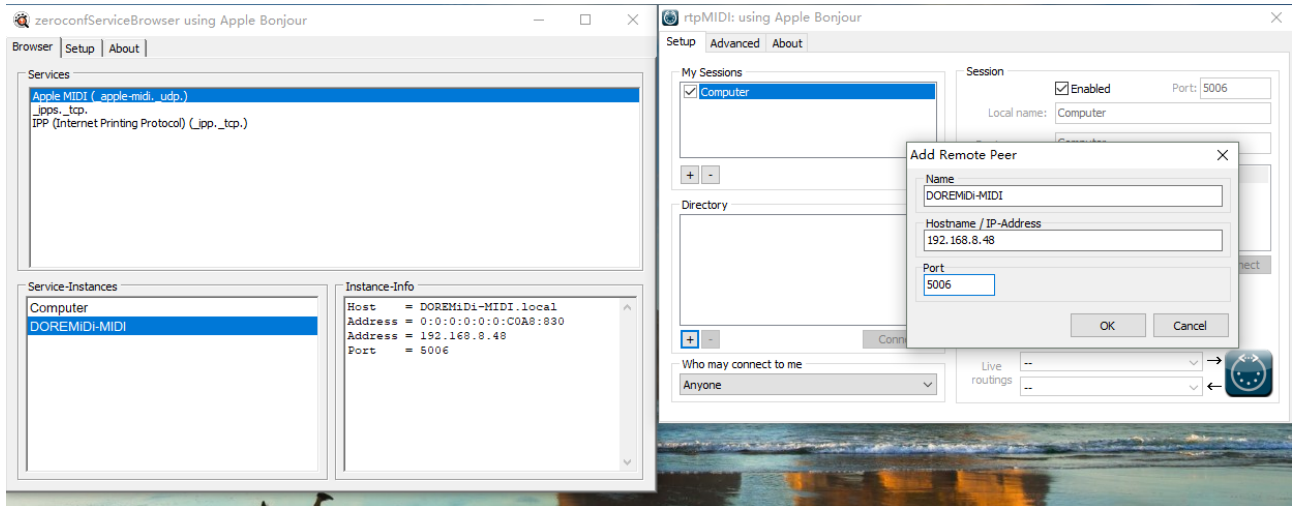 zeroconfServiceBrowser using Apple Bonjour
Browser Setup About
Services
Apple MIDI (_apple-midi._udp.)
_ipps._tcp.
IPP (Internet Printing Protocol) (_ipp._tcp.)
Service-Instances
Computer
DOREMiDi-MIDI
Instance-Info
Host = DOREMiDi-MIDI.local
Address = 0:0:0:0:0:0:C0A8:830
Address = 192.168.8.48
Port = 5006
rtpMIDI: using Apple Bonjour
Setup Advanced About
My Sessions
Computer
+ -
Directory
+ -
Who may connect to me
Anyone
Session
Enabled Port: 5006
Local name: Computer
Add Remote Peer
Name
DOREMiDi-MIDI
Hostname / IP-Address
192.168.8.48
Port
5006
OK Cancel
Live routings
--
--